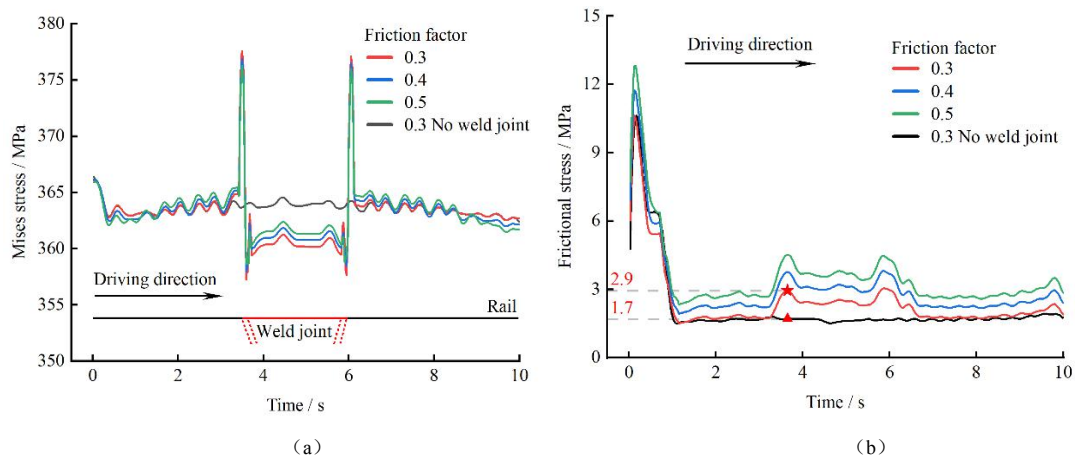 390
385
380
375
370
365
360
355
350
Mises stress / MPa
Friction factor
0.3
0.4
0.5
0.3 No weld joint
Driving direction
Rail
Weld joint
0
2
4
6
8
10
Time / s
（a）
15
12
9
6
3
0
Frictional stress / MPa
Driving direction
Friction factor
0.3
0.4
0.5
0.3 No weld joint
2.9
1.7
0
2
4
6
8
10
Time / s
（b）